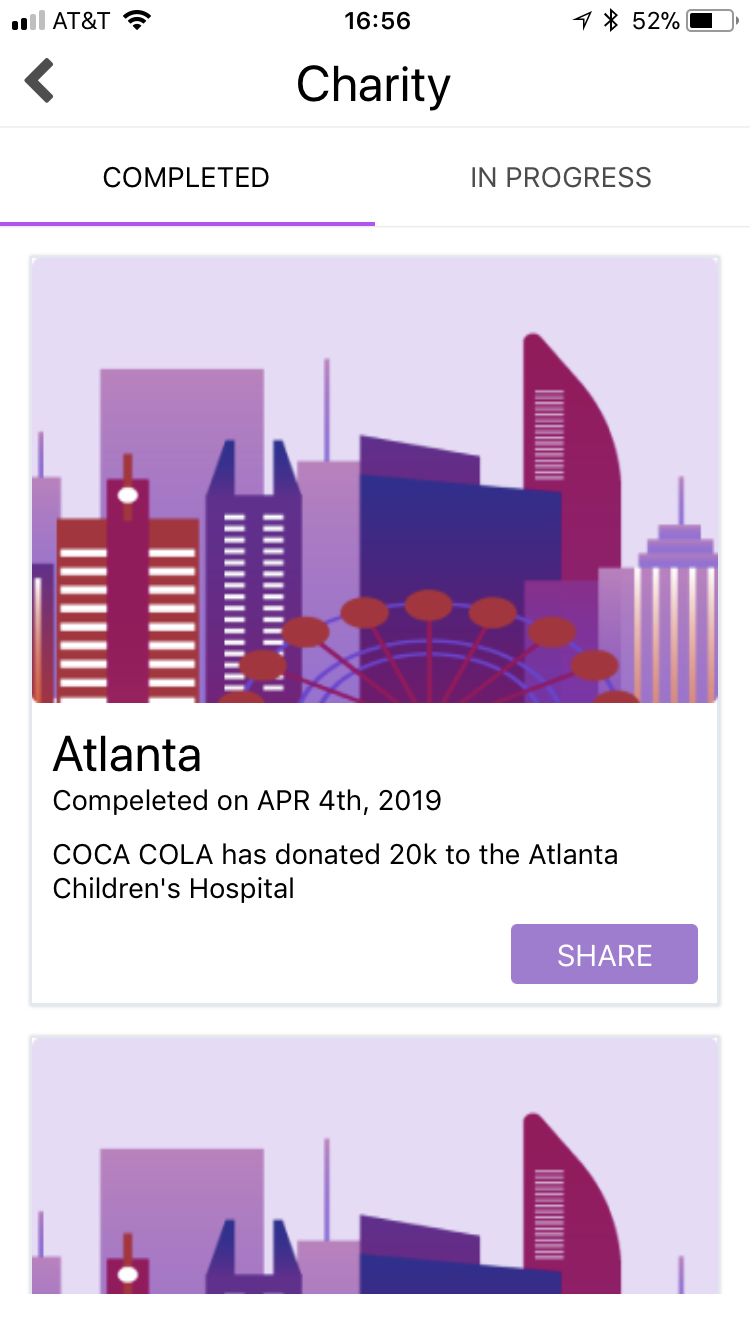 AT&T 16:56 52%
Charity
COMPLETED IN PROGRESS
Atlanta
Compeleted on APR 4th, 2019
COCA COLA has donated 20k to the Atlanta
Children's Hospital
SHARE